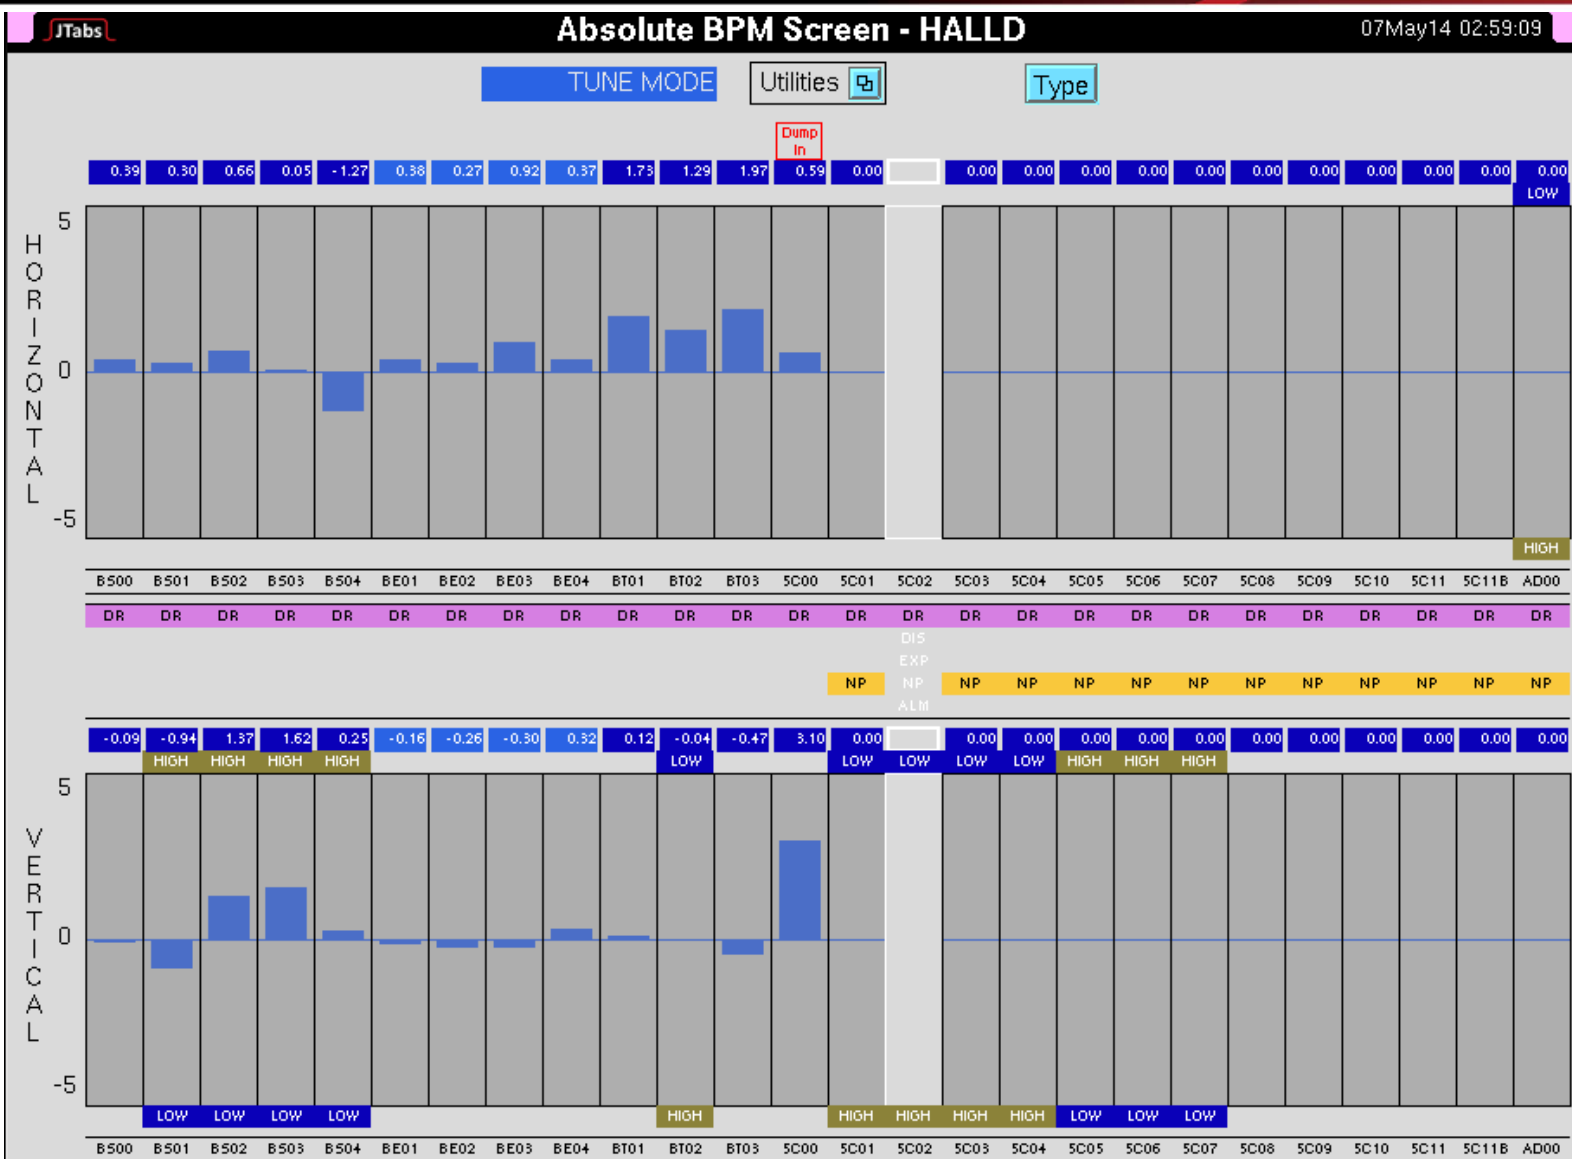 JTabs Absolute BPM Screen - HALLD 07May14 02:59:09
TUNE MODE Utilities Type
Dump
In
0.39 0.30 0.66 0.05 -1.27 0.38 0.27 0.92 0.37 1.73 1.29 1.97 0.59 0.00 0.00 0.00 0.00 0.00 0.00 0.00 0.00 0.00 0.00 0.00 0.00
LOW
5
HORIZONTAL
0
-5
HIGH
BS00 BS01 BS02 BS03 BS04 BE01 BE02 BE03 BE04 BT01 BT02 BT03 5C00 5C01 5C02 5C03 5C04 5C05 5C06 5C07 5C08 5C09 5C10 5C11 5C11B AD00
DR DR DR DR DR DR DR DR DR DR DR DR DR DR DR DR DR DR DR DR DR DR DR DR DR DR
DIS
EXP
NP NP NP NP NP NP NP NP NP NP NP NP NP
ALM
-0.09 -0.94 1.37 1.62 0.25 -0.16 -0.26 -0.30 0.32 0.12 -0.04 -0.47 3.10 0.00 0.00 0.00 0.00 0.00 0.00 0.00 0.00 0.00 0.00 0.00 0.00
HIGH HIGH HIGH HIGH LOW LOW LOW LOW LOW HIGH HIGH HIGH
5
VERTICAL
0
-5
LOW LOW LOW LOW HIGH HIGH HIGH HIGH HIGH LOW LOW LOW
BS00 BS01 BS02 BS03 BS04 BE01 BE02 BE03 BE04 BT01 BT02 BT03 5C00 5C01 5C02 5C03 5C04 5C05 5C06 5C07 5C08 5C09 5C10 5C11 5C11B AD00